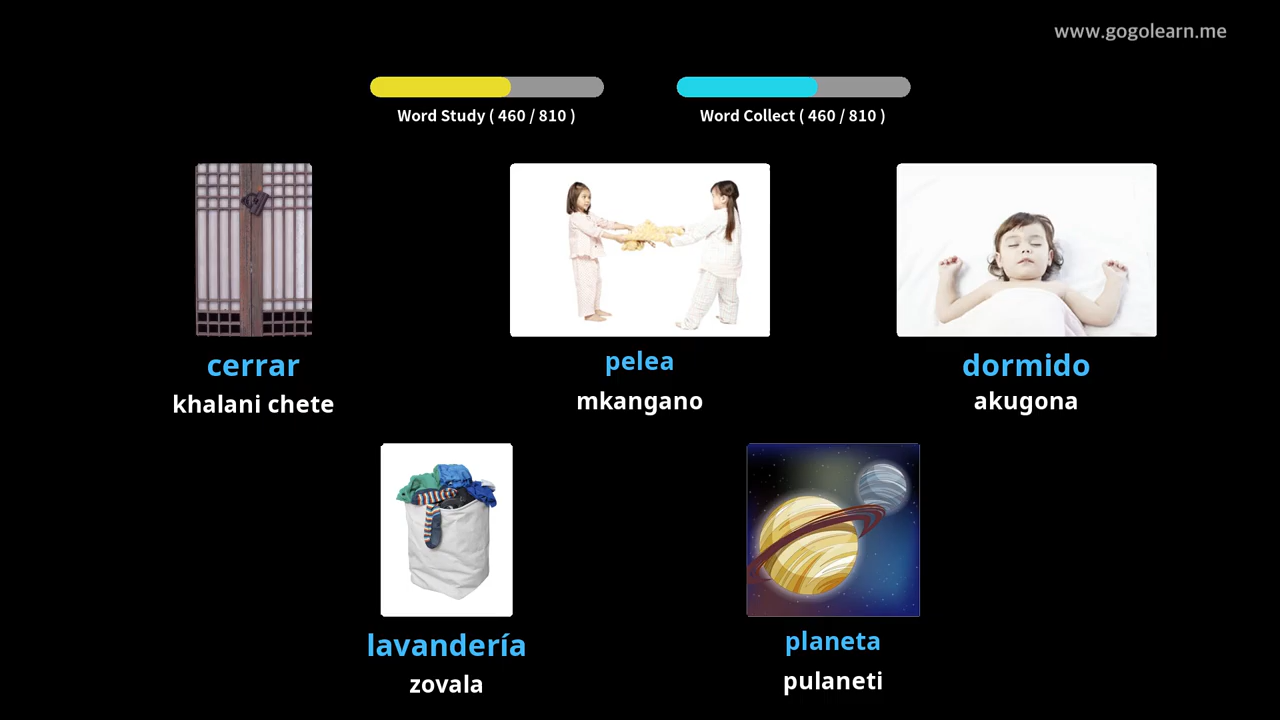 www.gogolearn.me
Word Study ( 460 / 810 )
Word Collect ( 460 / 810 )
cerrar
khalani chete
pelea
mkangano
dormido
akugona
lavandería
zovala
planeta
pulaneti